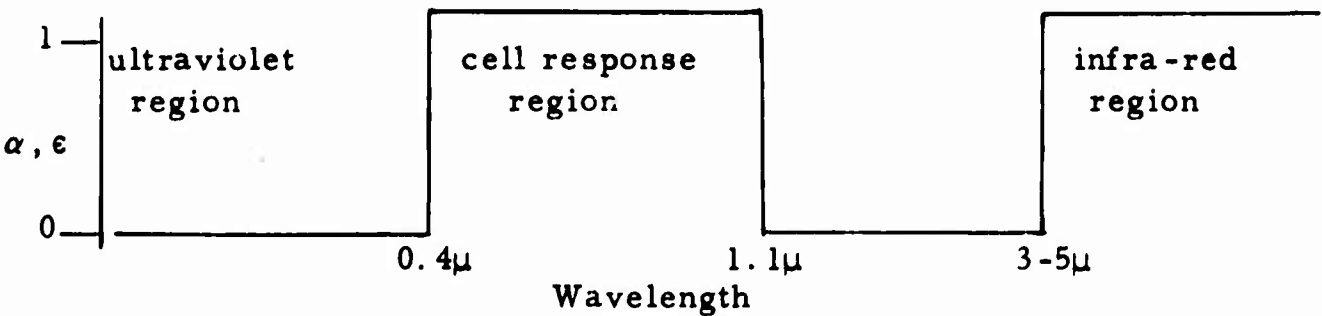 1
ultraviolet
region
cell response
region
infra-red
region
α, ε
0
0.4μ
1.1μ
3-5μ
Wavelength